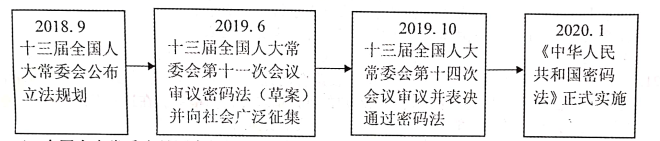 2018.9
十三届全国人
大常委会公布
立法规划
2019.6
十三届全国人大常
委会第十一次会议
审议密码法（草案）
并向社会广泛征集
2019.10
十三届全国人大
常委会第十四次
会议审议并表决
通过密码法
2020.1
《中华人民
共和国密码
法》正式实施